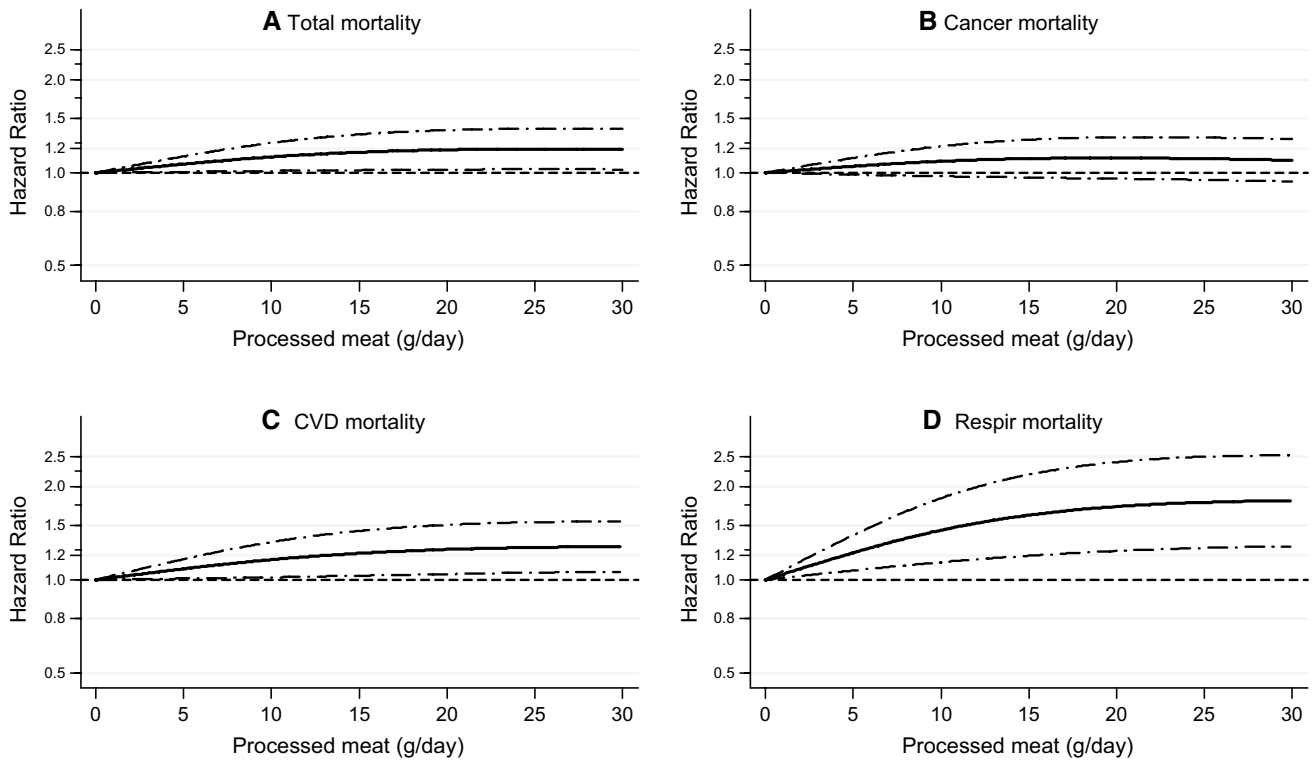 A Total mortality
Hazard Ratio
2.5
2.0
1.5
1.2
1.0
0.8
0.5
0 5 10 15 20 25 30
Processed meat (g/day)
B Cancer mortality
Hazard Ratio
2.5
2.0
1.5
1.2
1.0
0.8
0.5
0 5 10 15 20 25 30
Processed meat (g/day)
C CVD mortality
Hazard Ratio
2.5
2.0
1.5
1.2
1.0
0.8
0.5
0 5 10 15 20 25 30
Processed meat (g/day)
D Respir mortality
Hazard Ratio
2.5
2.0
1.5
1.2
1.0
0.8
0.5
0 5 10 15 20 25 30
Processed meat (g/day)